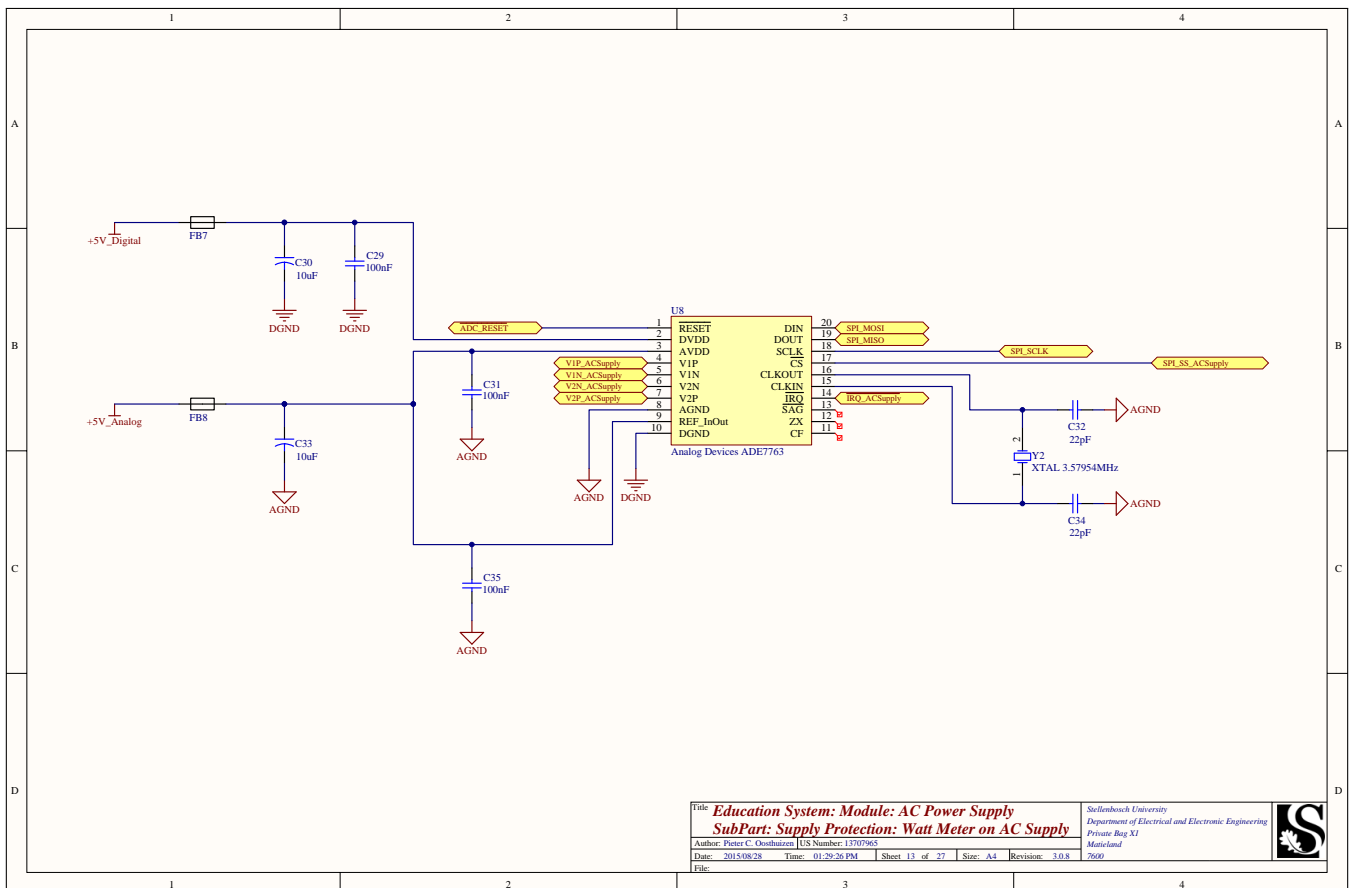 1 2 3 4
A A
+5V_Digital
FB7
C30
10uF
C29
100nF
DGND DGND
B B
U8
ADC_RESET
1 RESET DIN 20 SPI_MOSI
2 DVDD DOUT 19 SPI_MISO
3 AVDD SCLK 18 SPI_SCLK
V1P_ACSupply 4 V1P CS 17 SPI_SS_ACSupply
V1N_ACSupply 5 V1N CLKOUT 16
V2N_ACSupply 6 V2N CLKIN 15
V2P_ACSupply 7 V2P IRQ 14 IRQ_ACSupply
8 AGND SAG 13
9 REF_InOut ZX 12
10 DGND CF 11
Analog Devices ADE7763
+5V_Analog
FB8
C31
100nF
AGND
C33
10uF
AGND
AGND DGND
C32
22pF
AGND
2
Y2
XTAL 3.57954MHz
1
C34
22pF
AGND
C C
C35
100nF
AGND
D D
Title Education System: Module: AC Power Supply
SubPart: Supply Protection: Watt Meter on AC Supply
Author: Pieter C. Oosthuizen US Number: 13707965
Date: 2015/08/28 Time: 01:29:26 PM Sheet 13 of 27 Size: A4 Revision: 3.0.8
File:
Stellenbosch University
Department of Electrical and Electronic Engineering
Private Bag X1
Matieland
7600
1 2 3 4